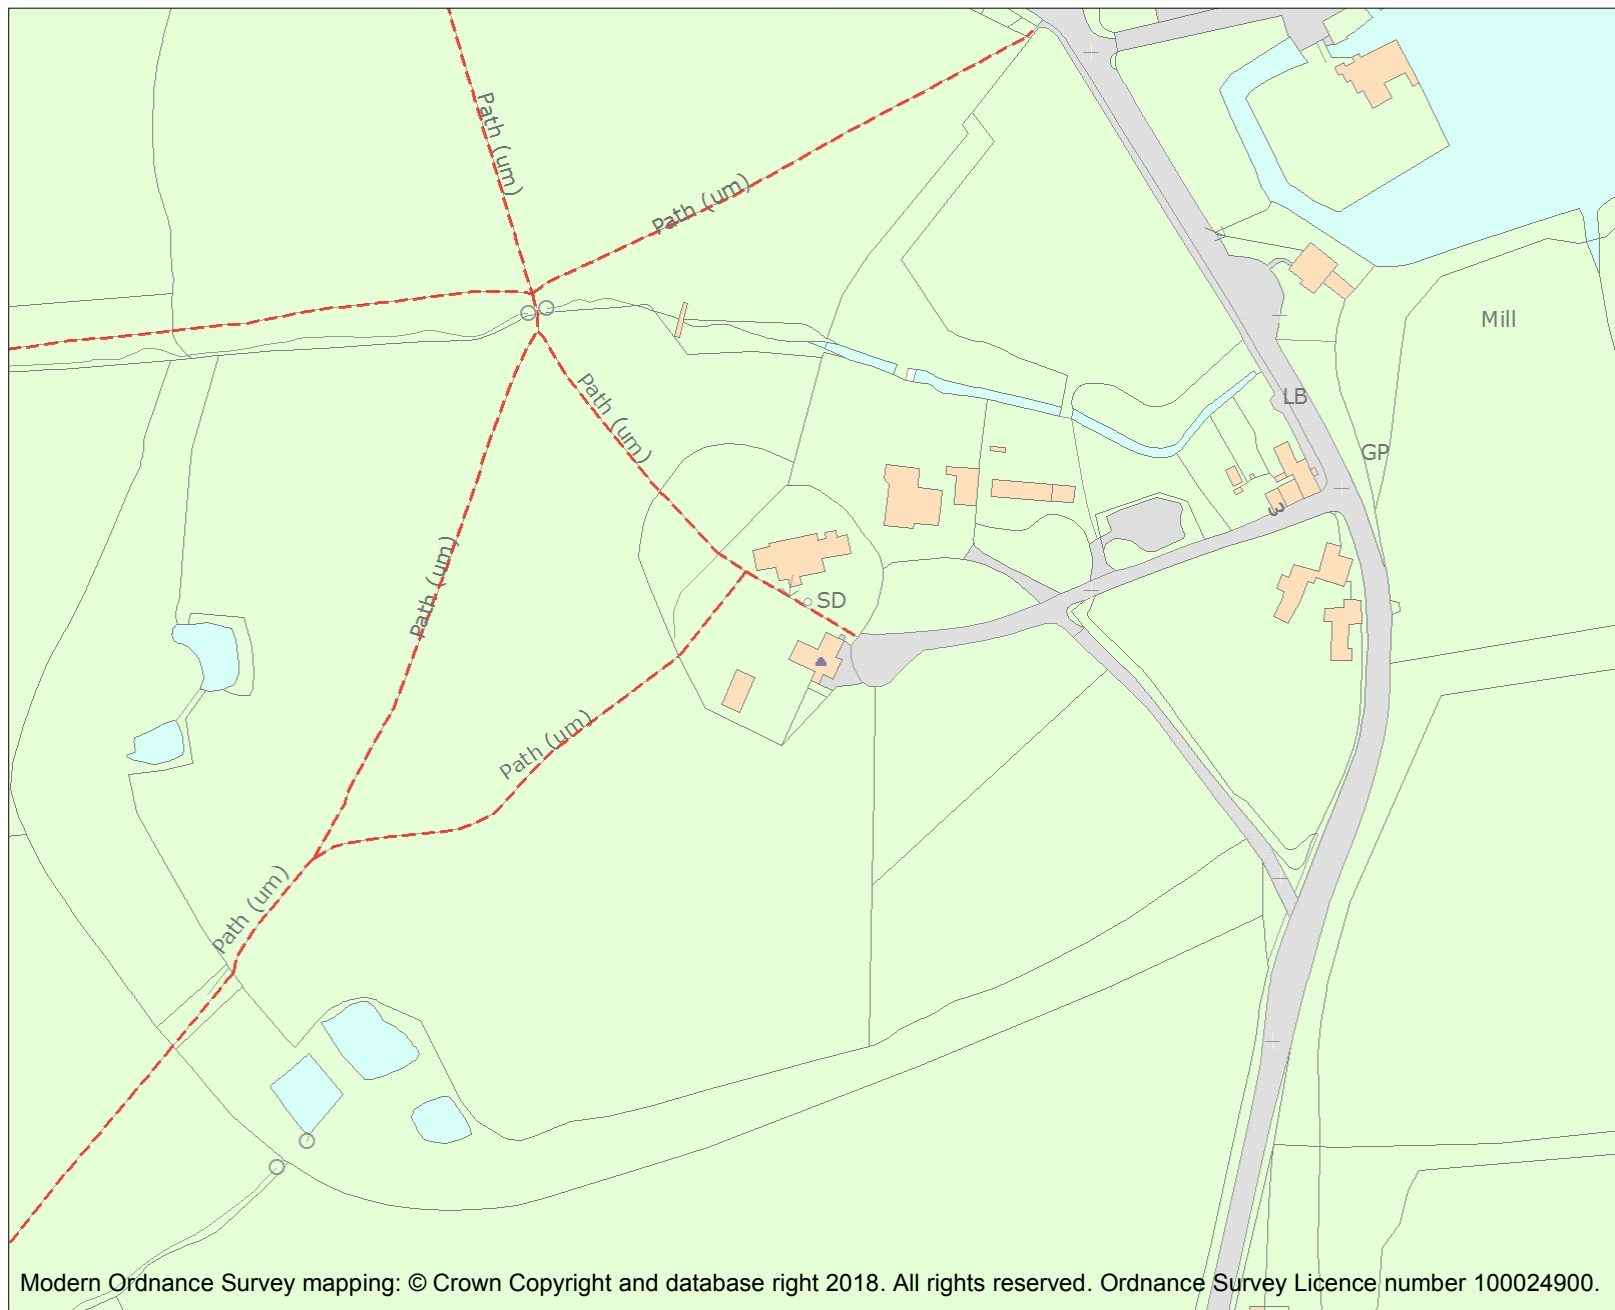 Path (um)
Path (um)
Mill
LB
Path (um)
GP
3
Path (um)
SD
Path (um)
Path (um)
Modern Ordnance Survey mapping: © Crown Copyright and database right 2018. All rights reserved. Ordnance Survey Licence number 100024900.